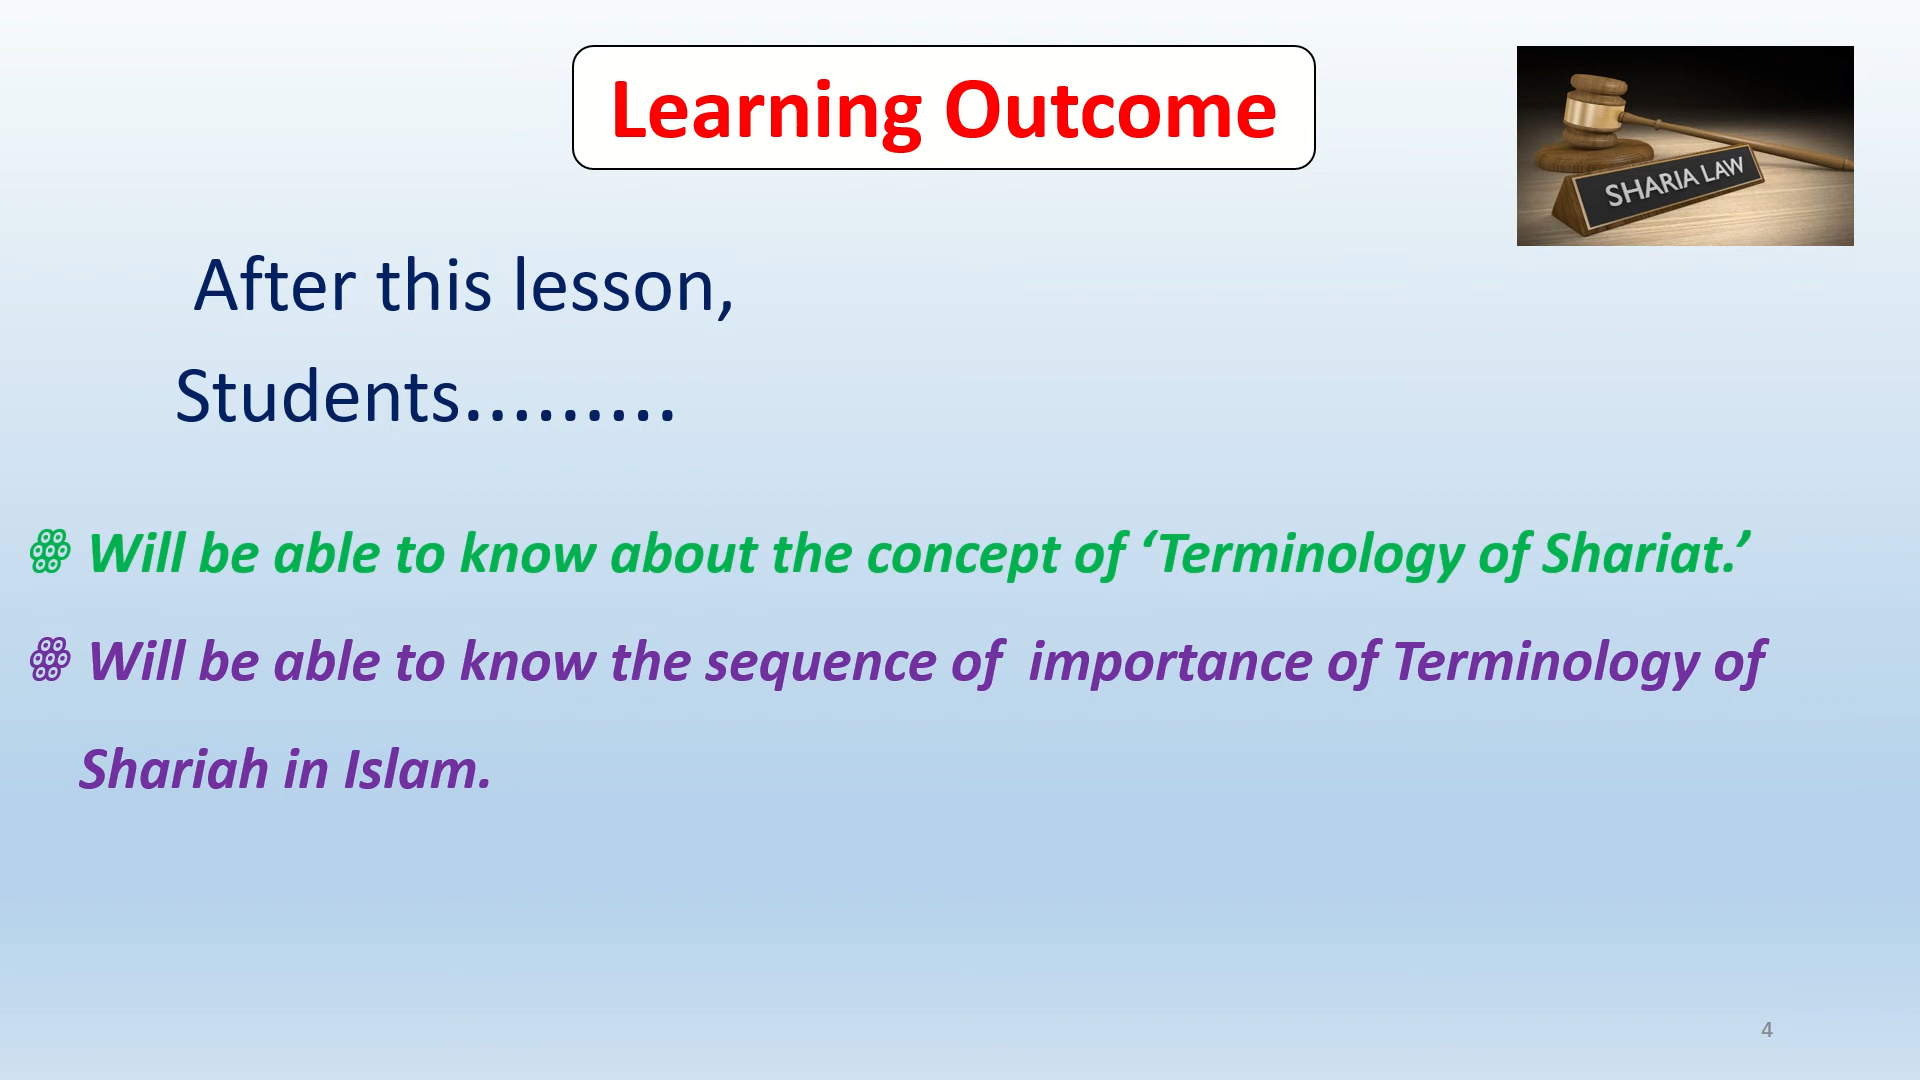 Learning Outcome
SHARIA LAW
After this lesson,
Students.........
Will be able to know about the concept of ‘Terminology of Shariat.’
Will be able to know the sequence of  importance of Terminology of
Shariah in Islam.
4